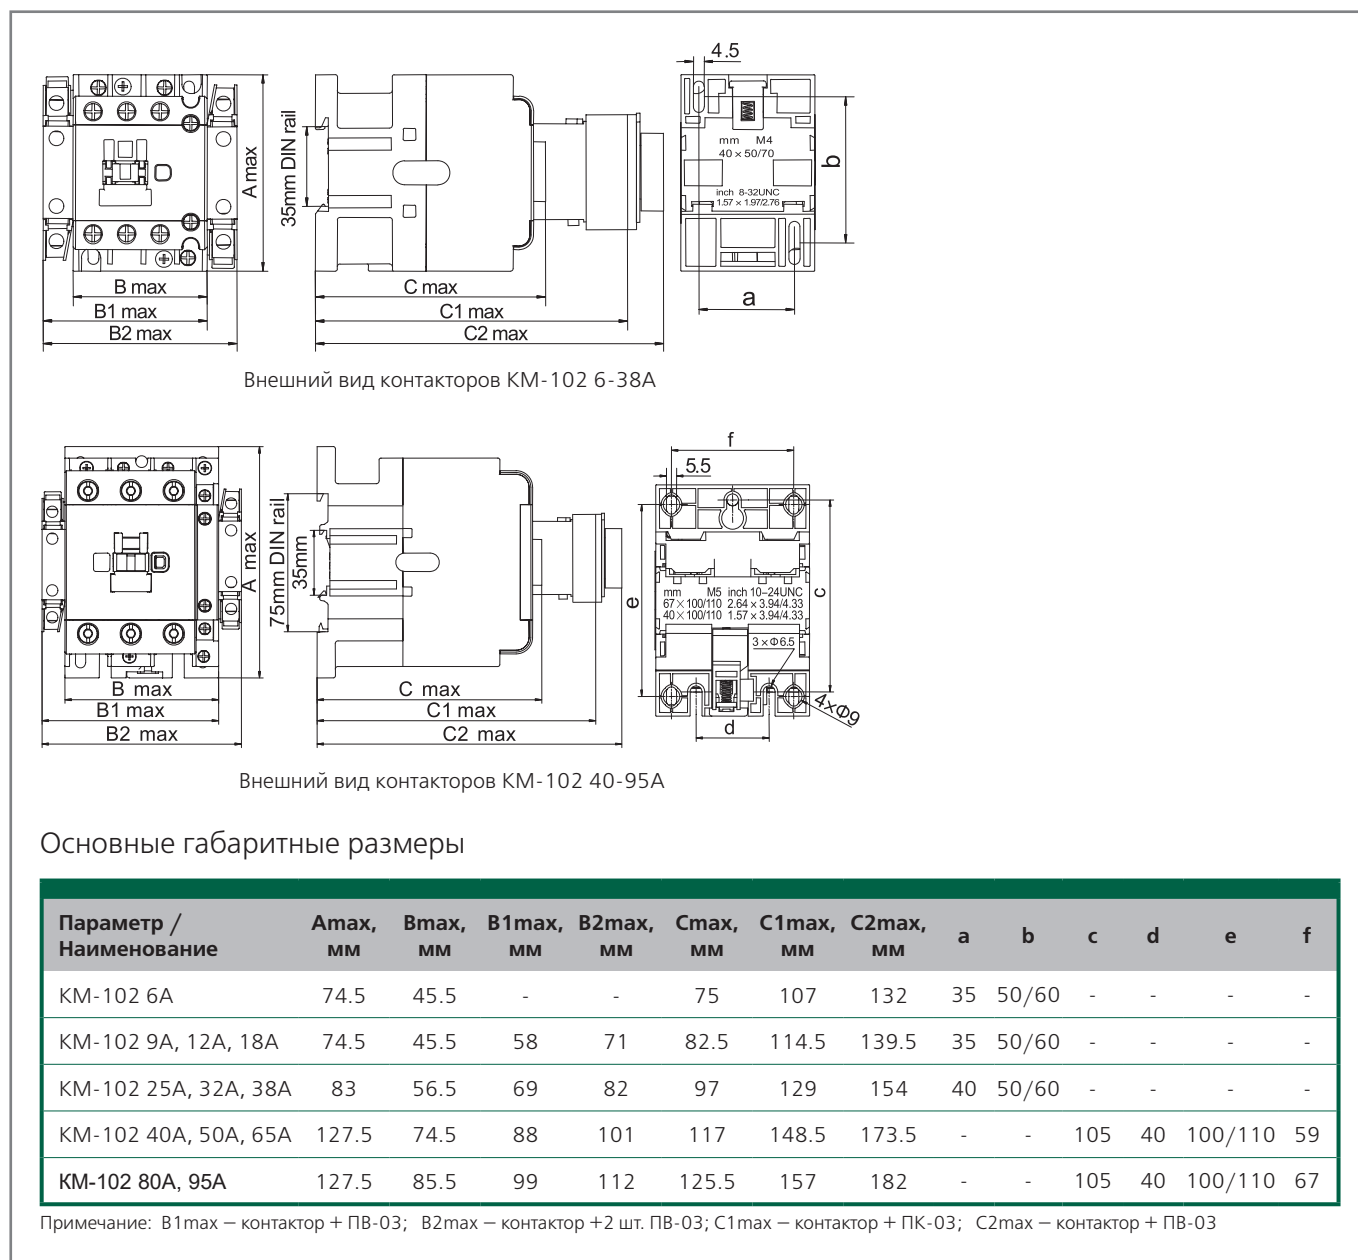 4.5
A max
35mm DIN rail
mm M4
40 × 50/70
inch 8-32UNC
1.57 × 1.97/2.76
b
B max
B1 max
B2 max
C max
C1 max
C2 max
a
Внешний вид контакторов КМ-102 6-38А
f
5.5
A max
75mm DIN rail
35mm
e
c
mm M5 inch 10–24UNC
67×100/110 2.64 × 3.94/4.33
40×100/110 1.57 × 3.94/4.33
3 × Φ6.5
4×Φ9
d
B max
B1 max
B2 max
C max
C1 max
C2 max
Внешний вид контакторов КМ-102 40-95А
Основные габаритные размеры
Параметр / Наименование Amax, мм Bmax, мм B1max, мм B2max, мм Cmax, мм C1max, мм C2max, мм a b c d e f
КМ-102 6А 74.5 45.5 - - 75 107 132 35 50/60 - - - -
КМ-102 9А, 12А, 18А 74.5 45.5 58 71 82.5 114.5 139.5 35 50/60 - - - -
КМ-102 25А, 32А, 38А 83 56.5 69 82 97 129 154 40 50/60 - - - -
КМ-102 40А, 50А, 65А 127.5 74.5 88 101 117 148.5 173.5 - - 105 40 100/110 59
КМ-102 80А, 95А 127.5 85.5 99 112 125.5 157 182 - - 105 40 100/110 67
Примечание: B1max – контактор + ПВ-03; B2max – контактор +2 шт. ПВ-03; C1max – контактор + ПК-03; C2max – контактор + ПВ-03